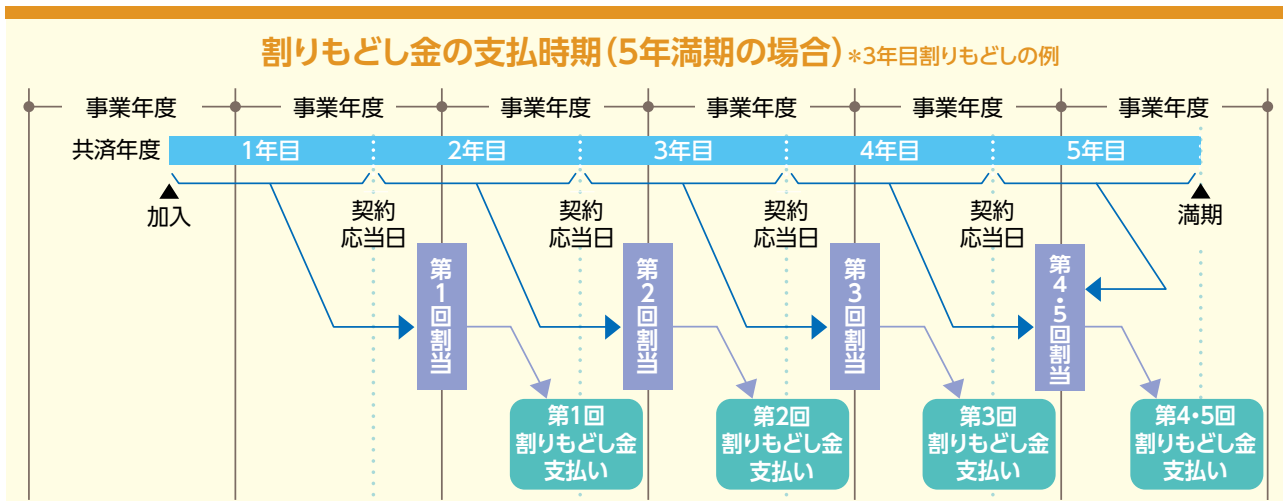 割りもどし金の支払時期(5年満期の場合)*3年目割りもどしの例
事業年度 事業年度 事業年度 事業年度 事業年度 事業年度
共済年度 1年目 2年目 3年目 4年目 5年目
▲ ▲
加入 満期
契約
応当日
契約
応当日
契約
応当日
契約
応当日
第1回割当
第2回割当
第3回割当
第4・5回割当
第1回
割りもどし金
支払い
第2回
割りもどし金
支払い
第3回
割りもどし金
支払い
第4・5回
割りもどし金
支払い